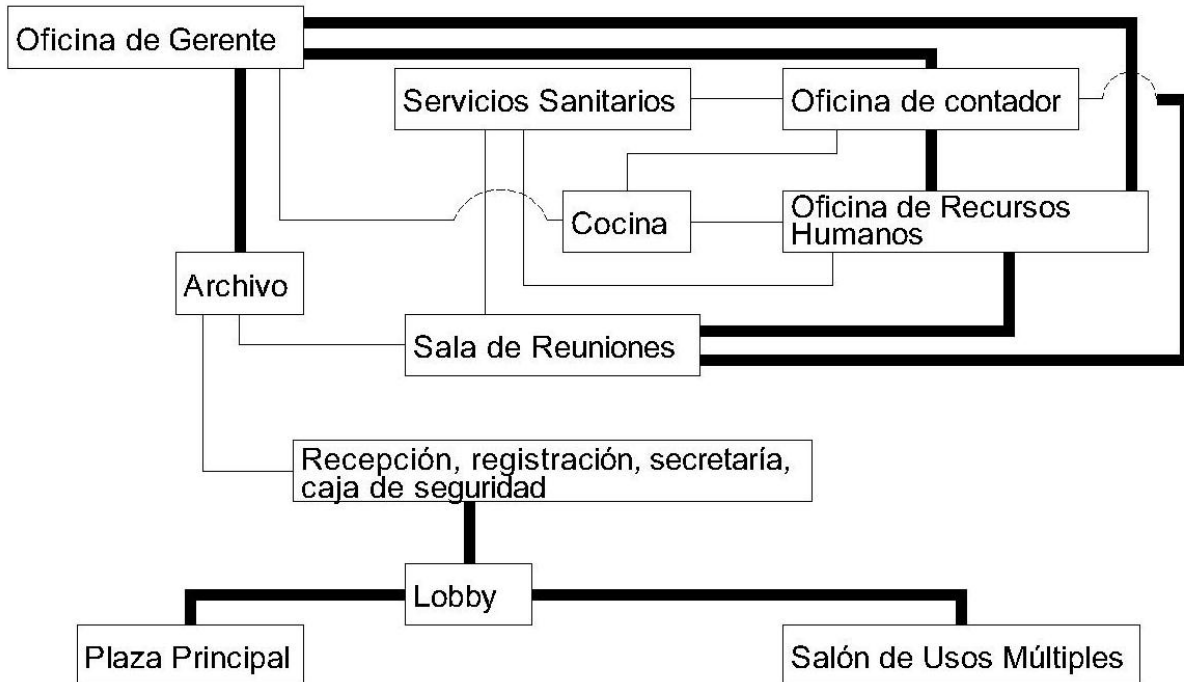 Oficina de Gerente
Servicios Sanitarios
Oficina de contador
Cocina
Oficina de Recursos
Humanos
Archivo
Sala de Reuniones
Recepción, registración, secretaría,
caja de seguridad
Lobby
Plaza Principal
Salón de Usos Múltiples